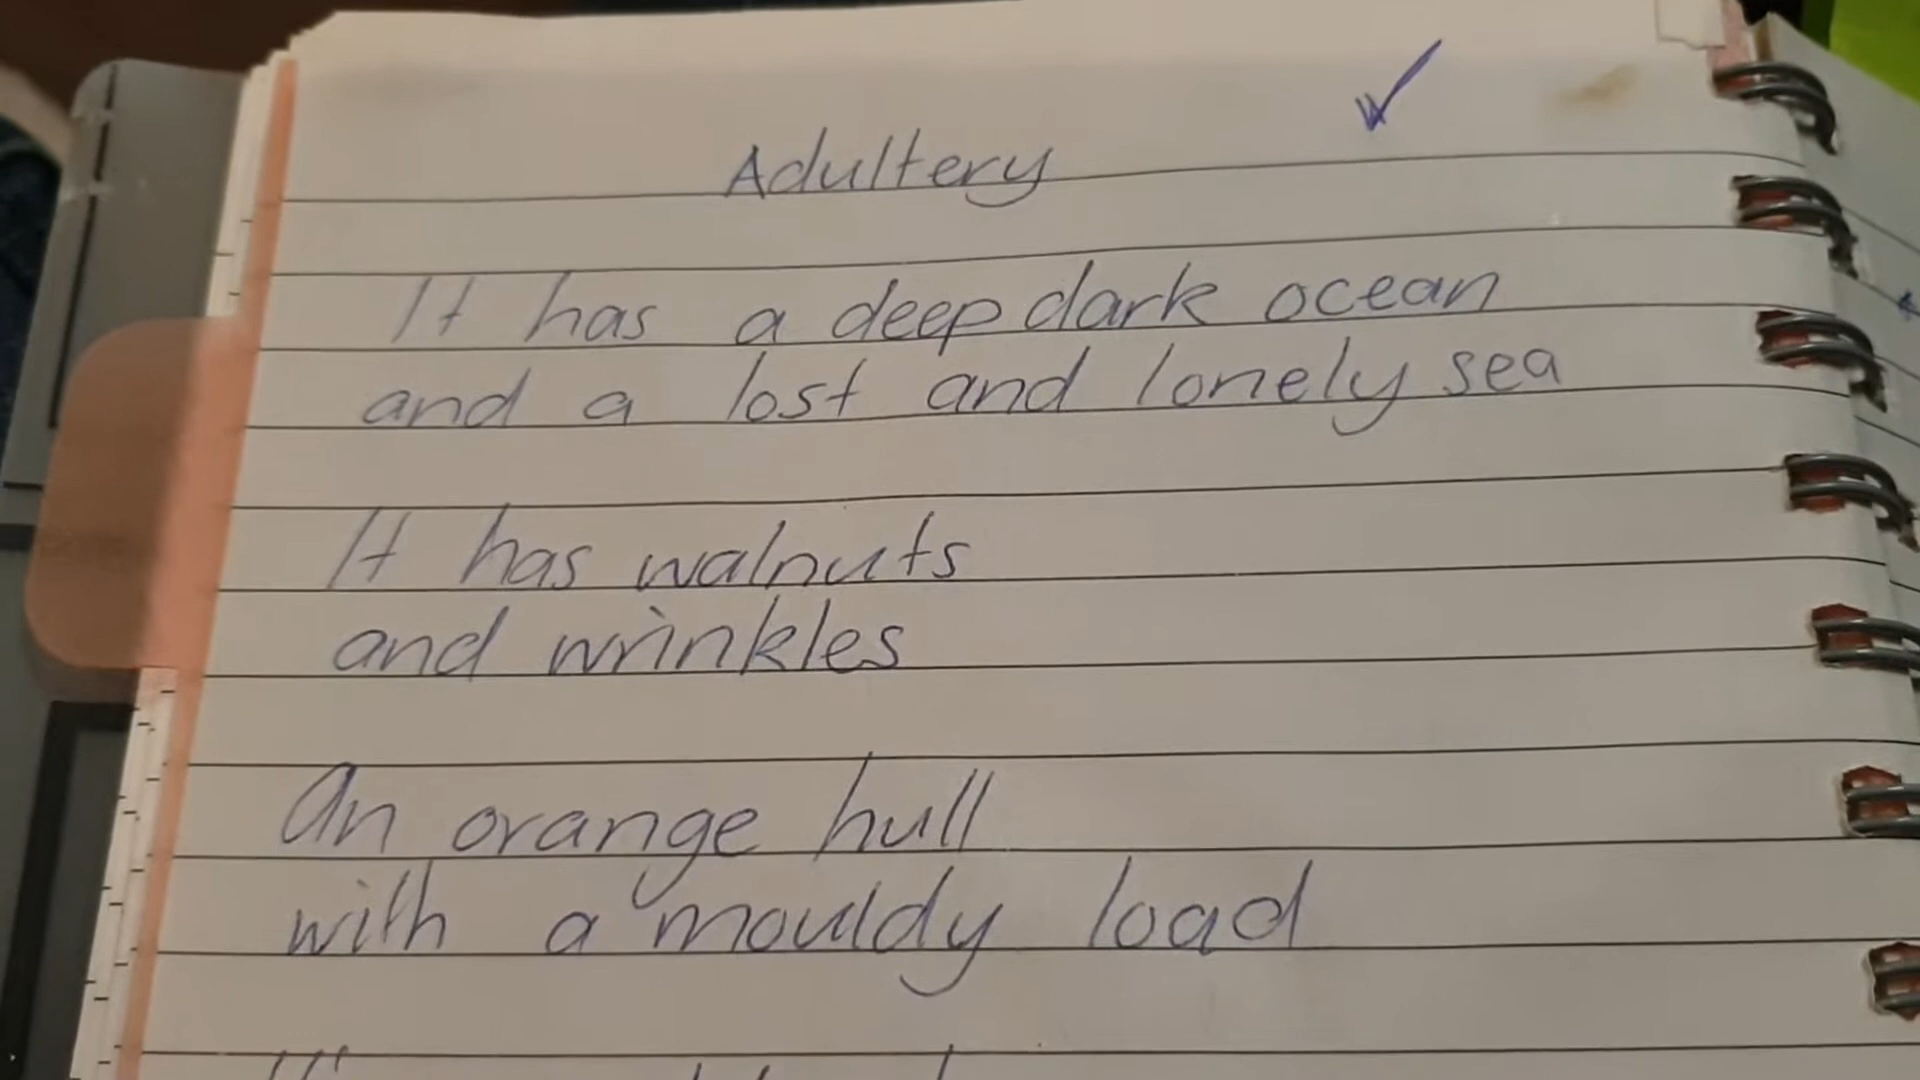 Adultery
It has a deep dark ocean
and a lost and lonely sea
It has walnuts
and wrinkles
An orange hull
with a mouldy load